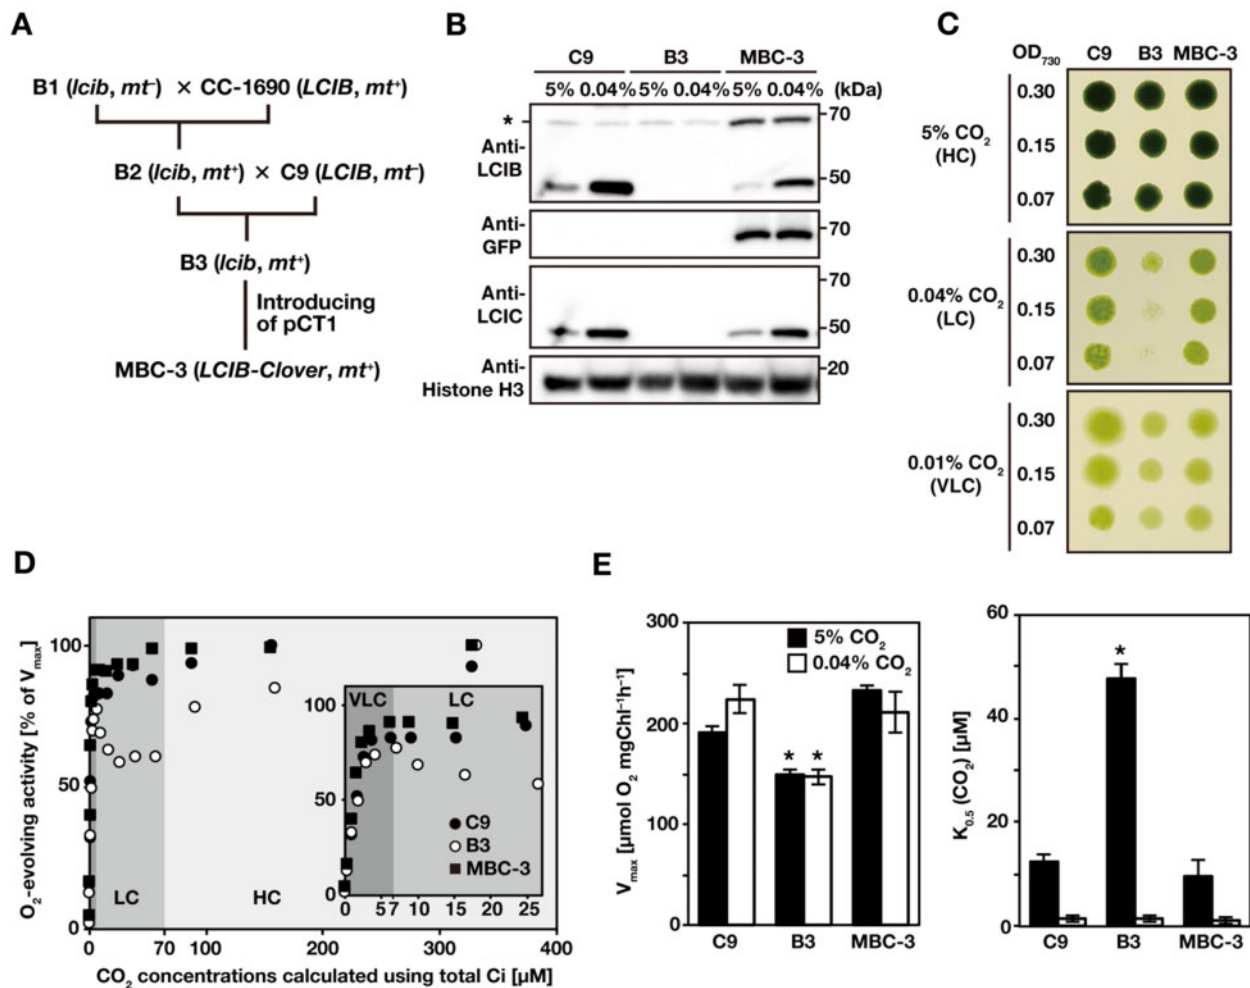 A
B1 (lcib, mt⁻) × CC-1690 (LCIB, mt⁺)
B2 (lcib, mt⁺) × C9 (LCIB, mt⁻)
B3 (lcib, mt⁺)
Introducing
of pCT1
MBC-3 (LCIB-Clover, mt⁺)
B
C9 B3 MBC-3
5% 0.04% 5% 0.04% 5% 0.04% (kDa)
*
70
Anti-
LCIB
50
Anti-
GFP
70
70
Anti-
LCIC
50
20
Anti-
Histone H3
C
OD₇₃₀ C9 B3 MBC-3
0.30
5% CO₂
(HC)
0.15
0.07
0.30
0.04% CO₂
(LC)
0.15
0.07
0.30
0.01% CO₂
(VLC)
0.15
0.07
D
O₂-evolving activity [% of Vmax]
100
50
0
LC
HC
0 70 100 200 300 400
CO₂ concentrations calculated using total Ci [µM]
VLC LC
100
50
0
C9
B3
MBC-3
0 5 7 10 15 20 25
E
Vmax [µmol O₂ mgChl⁻¹h⁻¹]
300
200
100
0
5% CO₂
0.04% CO₂
* *
C9 B3 MBC-3
K0.5 (CO₂) [µM]
60
40
20
0
*
C9 B3 MBC-3